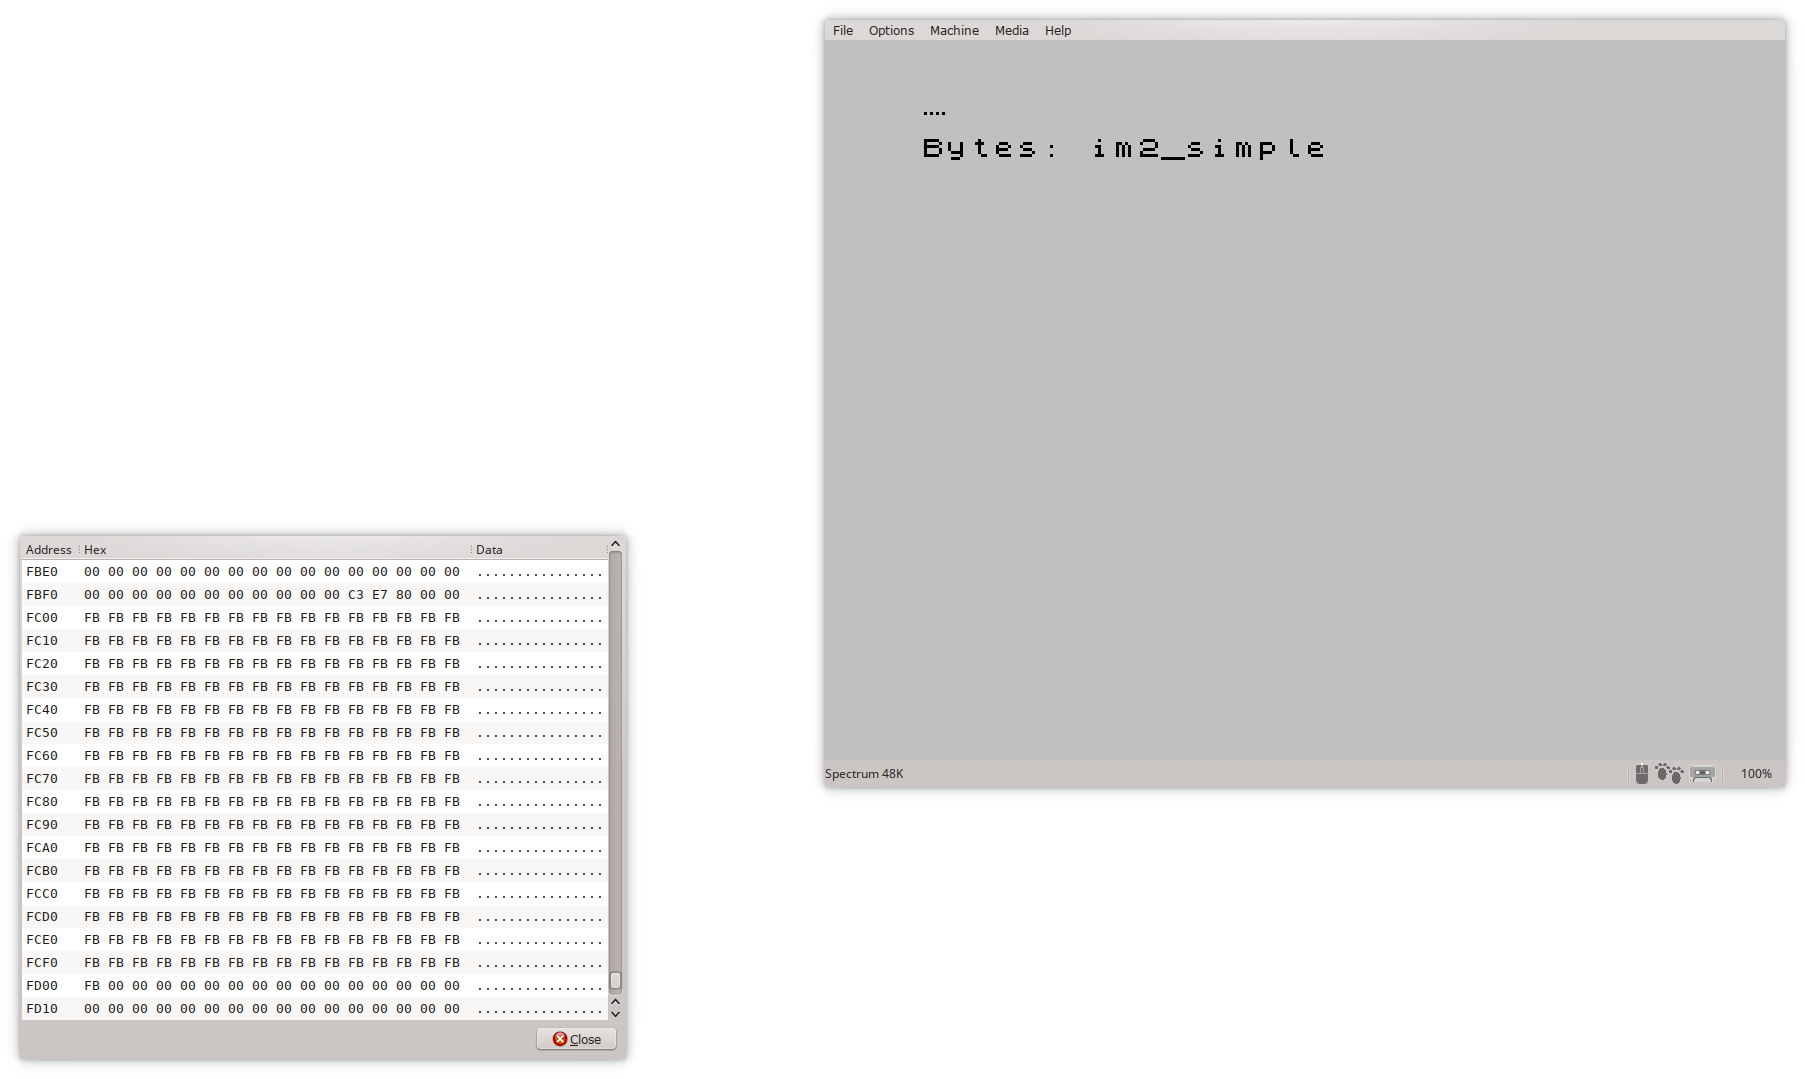 File Options Machine Media Help
....
Bytes: im2_simple
Spectrum 48K 100%
Address Hex Data
FBE0 00 00 00 00 00 00 00 00 00 00 00 00 00 00 00 00 ................
FBF0 00 00 00 00 00 00 00 00 00 00 00 C3 E7 80 00 00 ................
FC00 FB FB FB FB FB FB FB FB FB FB FB FB FB FB FB FB ................
FC10 FB FB FB FB FB FB FB FB FB FB FB FB FB FB FB FB ................
FC20 FB FB FB FB FB FB FB FB FB FB FB FB FB FB FB FB ................
FC30 FB FB FB FB FB FB FB FB FB FB FB FB FB FB FB FB ................
FC40 FB FB FB FB FB FB FB FB FB FB FB FB FB FB FB FB ................
FC50 FB FB FB FB FB FB FB FB FB FB FB FB FB FB FB FB ................
FC60 FB FB FB FB FB FB FB FB FB FB FB FB FB FB FB FB ................
FC70 FB FB FB FB FB FB FB FB FB FB FB FB FB FB FB FB ................
FC80 FB FB FB FB FB FB FB FB FB FB FB FB FB FB FB FB ................
FC90 FB FB FB FB FB FB FB FB FB FB FB FB FB FB FB FB ................
FCA0 FB FB FB FB FB FB FB FB FB FB FB FB FB FB FB FB ................
FCB0 FB FB FB FB FB FB FB FB FB FB FB FB FB FB FB FB ................
FCC0 FB FB FB FB FB FB FB FB FB FB FB FB FB FB FB FB ................
FCD0 FB FB FB FB FB FB FB FB FB FB FB FB FB FB FB FB ................
FCE0 FB FB FB FB FB FB FB FB FB FB FB FB FB FB FB FB ................
FCF0 FB FB FB FB FB FB FB FB FB FB FB FB FB FB FB FB ................
FD00 FB 00 00 00 00 00 00 00 00 00 00 00 00 00 00 00 ................
FD10 00 00 00 00 00 00 00 00 00 00 00 00 00 00 00 00 ................
Close